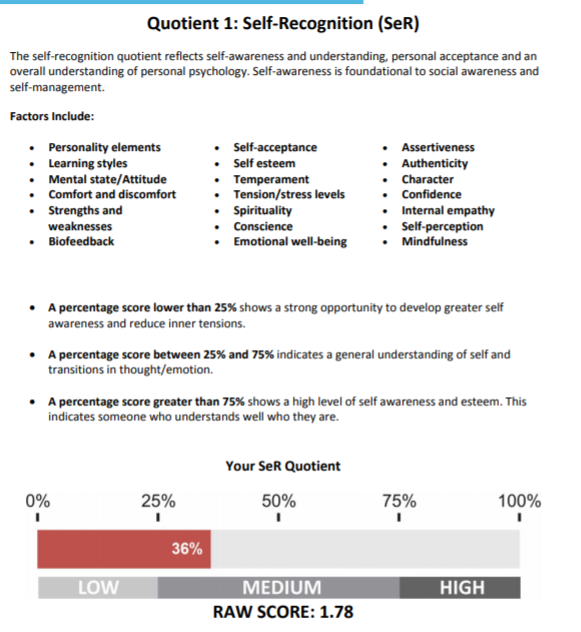 Quotient 1: Self-Recognition (SeR)
The self-recognition quotient reflects self-awareness and understanding, personal acceptance and an
overall understanding of personal psychology. Self-awareness is foundational to social awareness and
self-management.
Factors Include:
• Personality elements
• Learning styles
• Mental state/Attitude
• Comfort and discomfort
• Strengths and
weaknesses
• Biofeedback
• Self-acceptance
• Self esteem
• Temperament
• Tension/stress levels
• Spirituality
• Conscience
• Emotional well-being
• Assertiveness
• Authenticity
• Character
• Confidence
• Internal empathy
• Self-perception
• Mindfulness
• A percentage score lower than 25% shows a strong opportunity to develop greater self
awareness and reduce inner tensions.
• A percentage score between 25% and 75% indicates a general understanding of self and
transitions in thought/emotion.
• A percentage score greater than 75% shows a high level of self awareness and esteem. This
indicates someone who understands well who they are.
Your SeR Quotient
0% 25% 50% 75% 100%
36%
LOW MEDIUM HIGH
RAW SCORE: 1.78